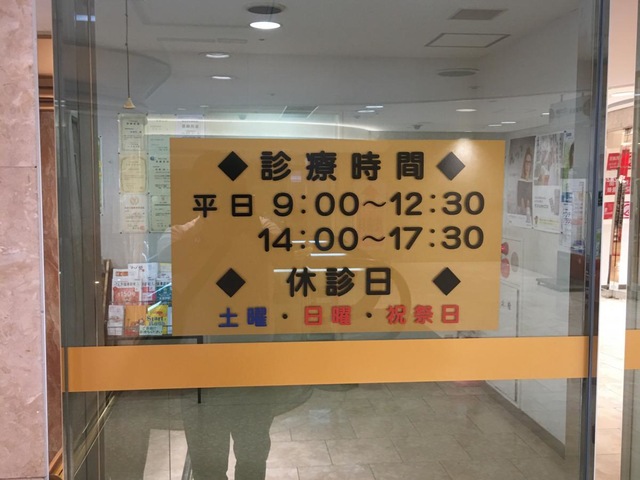 ◆診療時間◆
平日 9:00〜12:30
14:00〜17:30
◆休診日◆
土曜・日曜・祝祭日